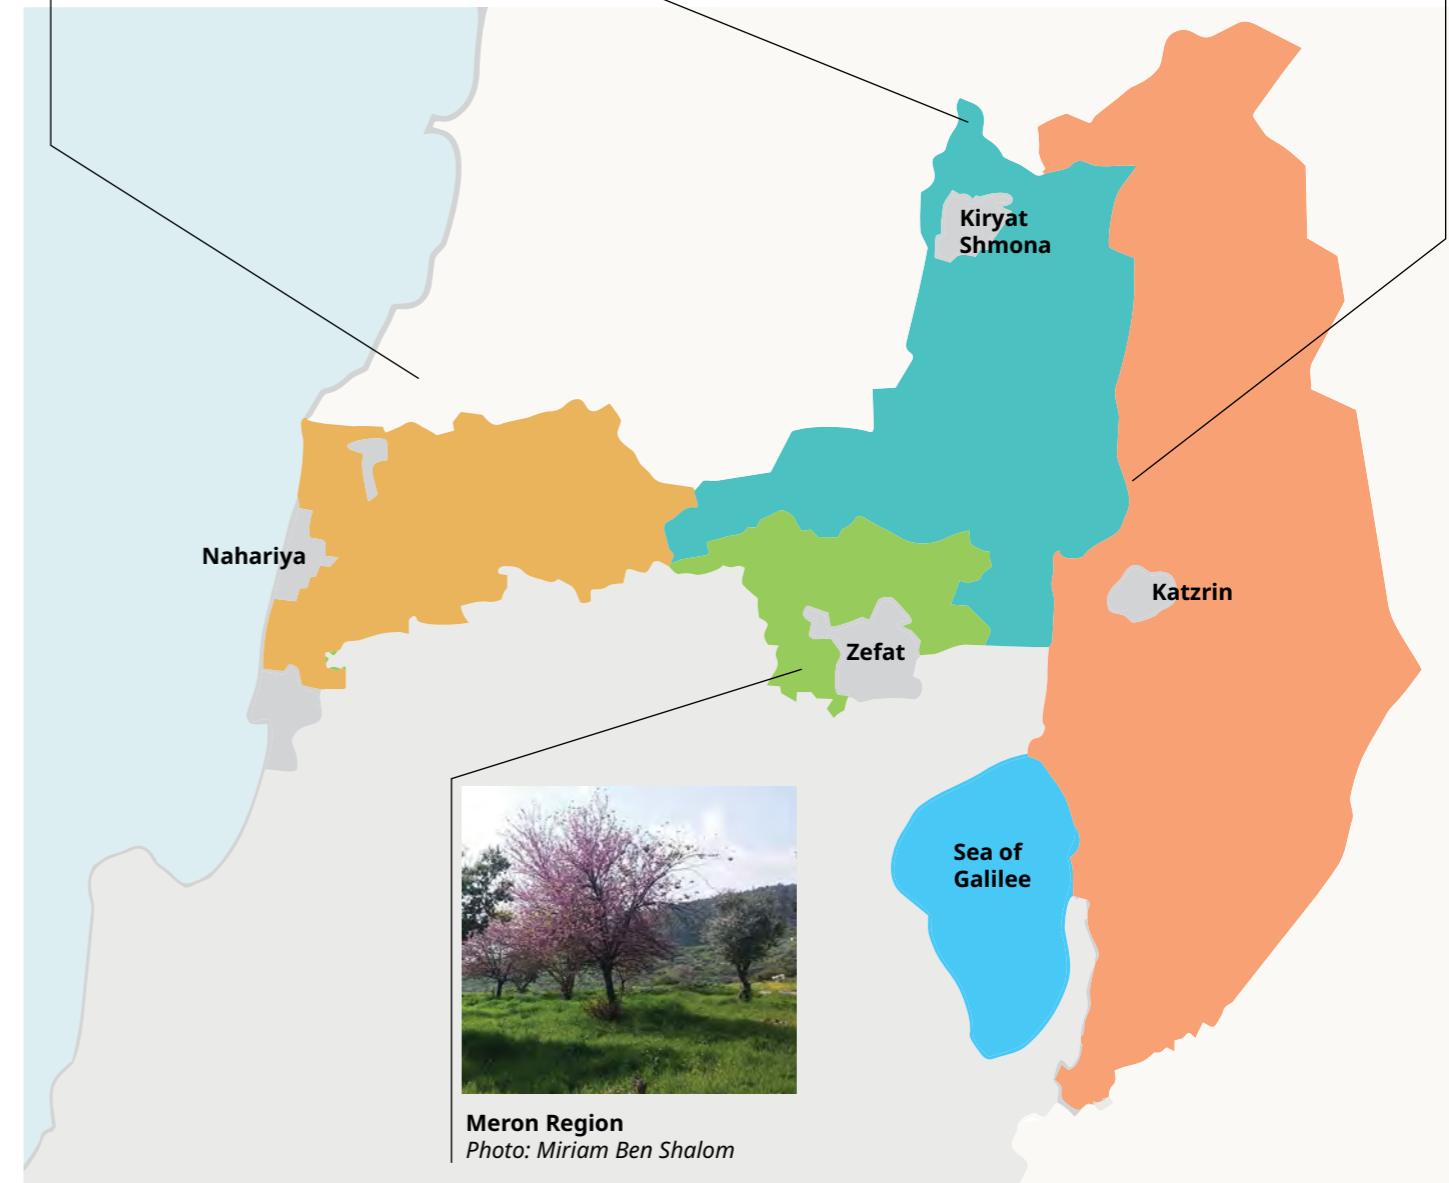 Kiryat
Shmona
Nahariya
Katzrin
Zefat
Sea of
Galilee
Meron Region
Photo: Miriam Ben Shalom